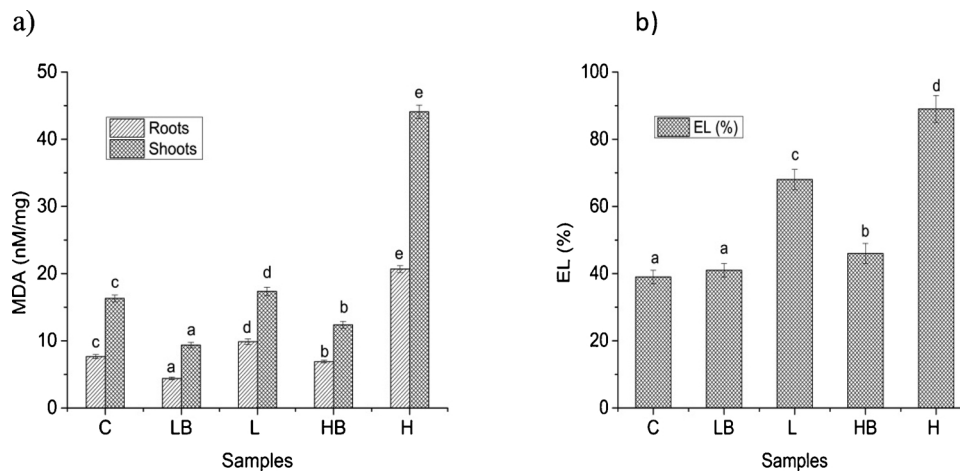 a)
50
40
30
20
10
0
MDA (nM/mg)
Roots
Shoots
c
c
a
a
d
d
b
b
e
e
C LB L HB H
Samples
b)
100
80
60
40
20
0
EL (%)
EL (%)
a
a
c
b
d
C LB L HB H
Samples